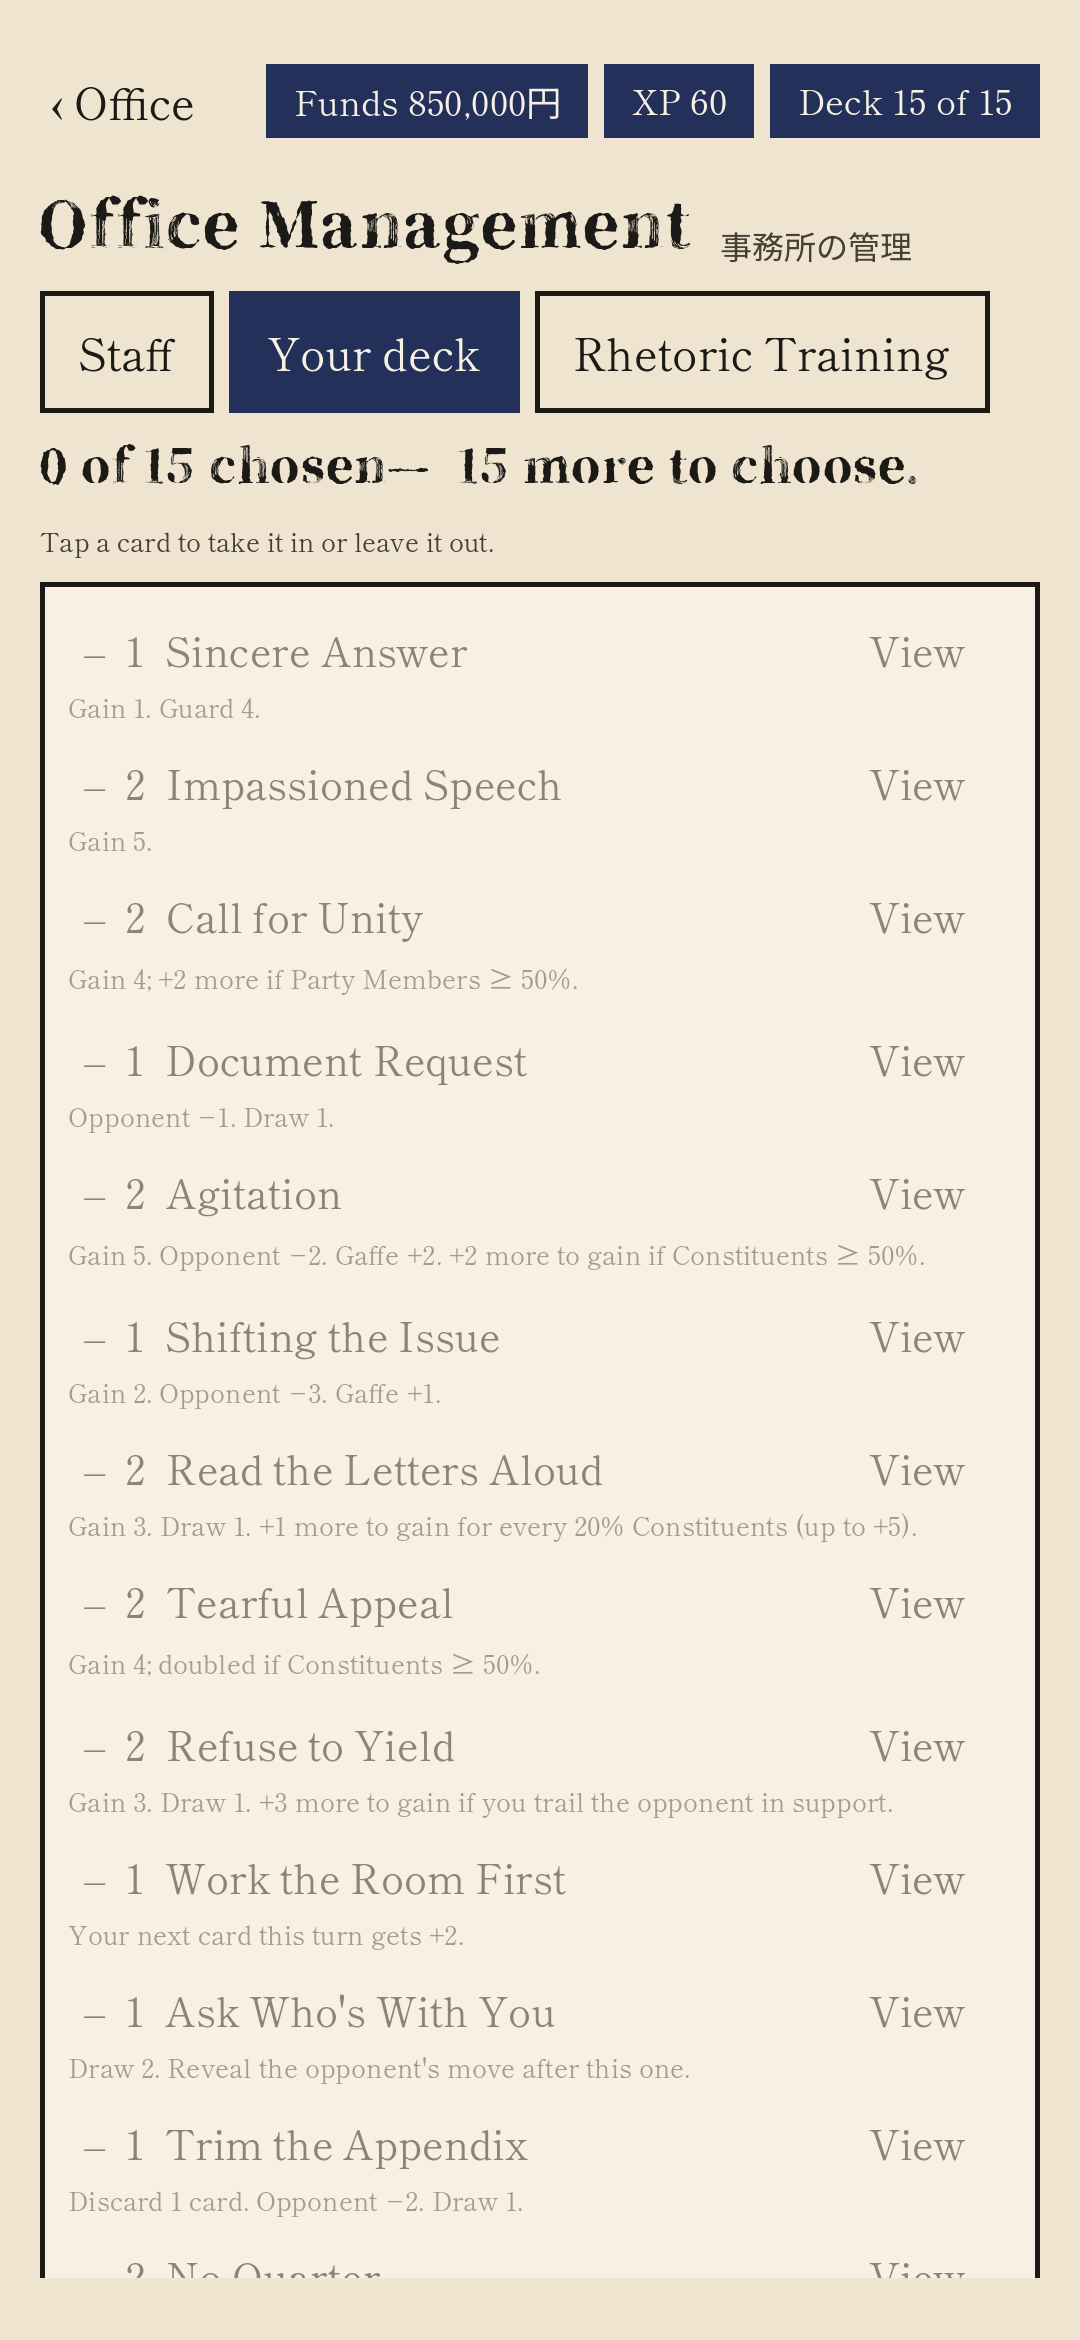 ‹ Office
Funds 850,000円
XP 60
Deck 15 of 15
Office Management 事務所の管理
Staff
Your deck
Rhetoric Training
0 of 15 chosen— 15 more to choose.
Tap a card to take it in or leave it out.
– 1 Sincere Answer View
Gain 1. Guard 4.
– 2 Impassioned Speech View
Gain 5.
– 2 Call for Unity View
Gain 4; +2 more if Party Members ≥ 50%.
– 1 Document Request View
Opponent −1. Draw 1.
– 2 Agitation View
Gain 5. Opponent −2. Gaffe +2. +2 more to gain if Constituents ≥ 50%.
– 1 Shifting the Issue View
Gain 2. Opponent −3. Gaffe +1.
– 2 Read the Letters Aloud View
Gain 3. Draw 1. +1 more to gain for every 20% Constituents (up to +5).
– 2 Tearful Appeal View
Gain 4; doubled if Constituents ≥ 50%.
– 2 Refuse to Yield View
Gain 3. Draw 1. +3 more to gain if you trail the opponent in support.
– 1 Work the Room First View
Your next card this turn gets +2.
– 1 Ask Who's With You View
Draw 2. Reveal the opponent's move after this one.
– 1 Trim the Appendix View
Discard 1 card. Opponent −2. Draw 1.
2 No Quarter View